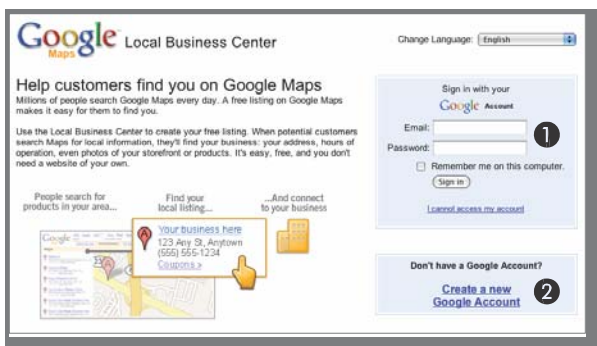 Google Local Business Center
Maps
Change Language: English
Help customers find you on Google Maps
Millions of people search Google Maps every day. A free listing on Google Maps
makes it easy for them to find you.
Use the Local Business Center to create your free listing. When potential customers
search Maps for local information, they'll find your business: your address, hours of
operation, even photos of your storefront or products. It's easy, free, and you don't
need a website of your own.
People search for
products in your area...
Find your
local listing...
...And connect
to your business
Google
Your business here
123 Any St, Anytown
(555) 555-1234
Coupons »
Sign in with your
Google Account
Email:
1
Password:
Remember me on this computer.
Sign in
I cannot access my account
Don't have a Google Account?
Create a new
Google Account
2